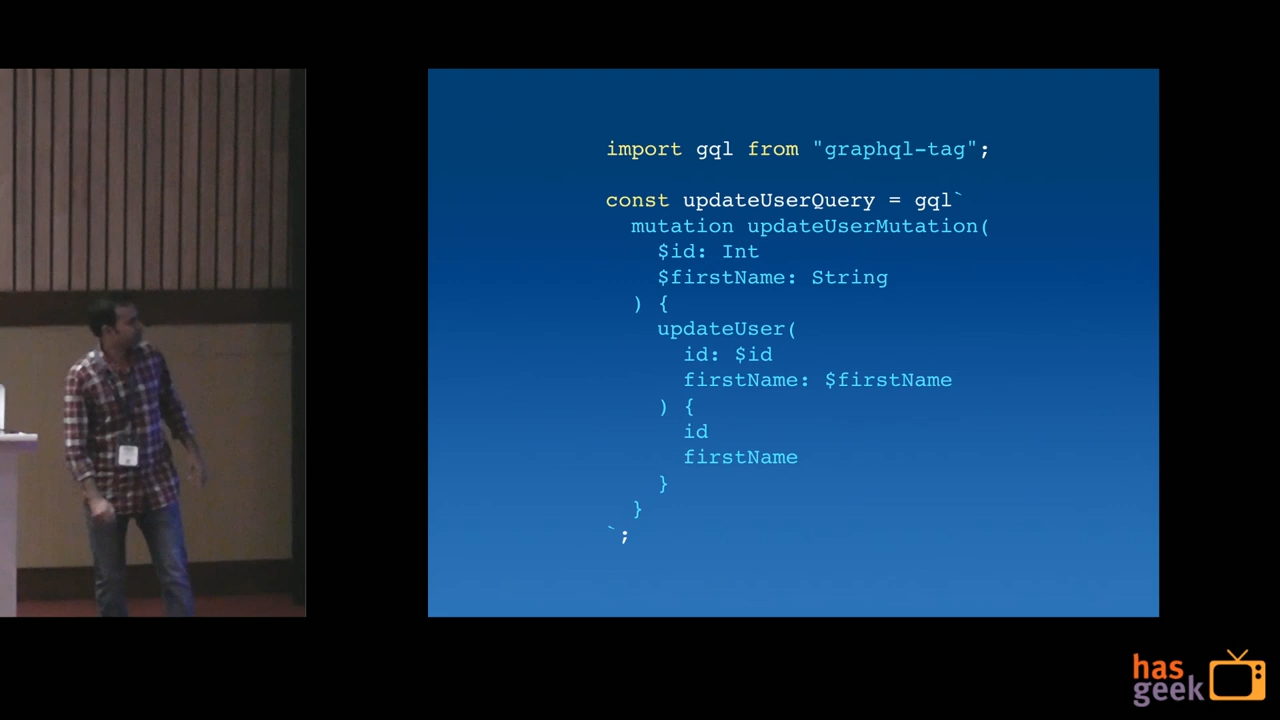 import gql from "graphql-tag";
const updateUserQuery = gql`
  mutation updateUserMutation(
    $id: Int
    $firstName: String
  ) {
    updateUser(
      id: $id
      firstName: $firstName
    ) {
      id
      firstName
    }
  }
`;
has
geek